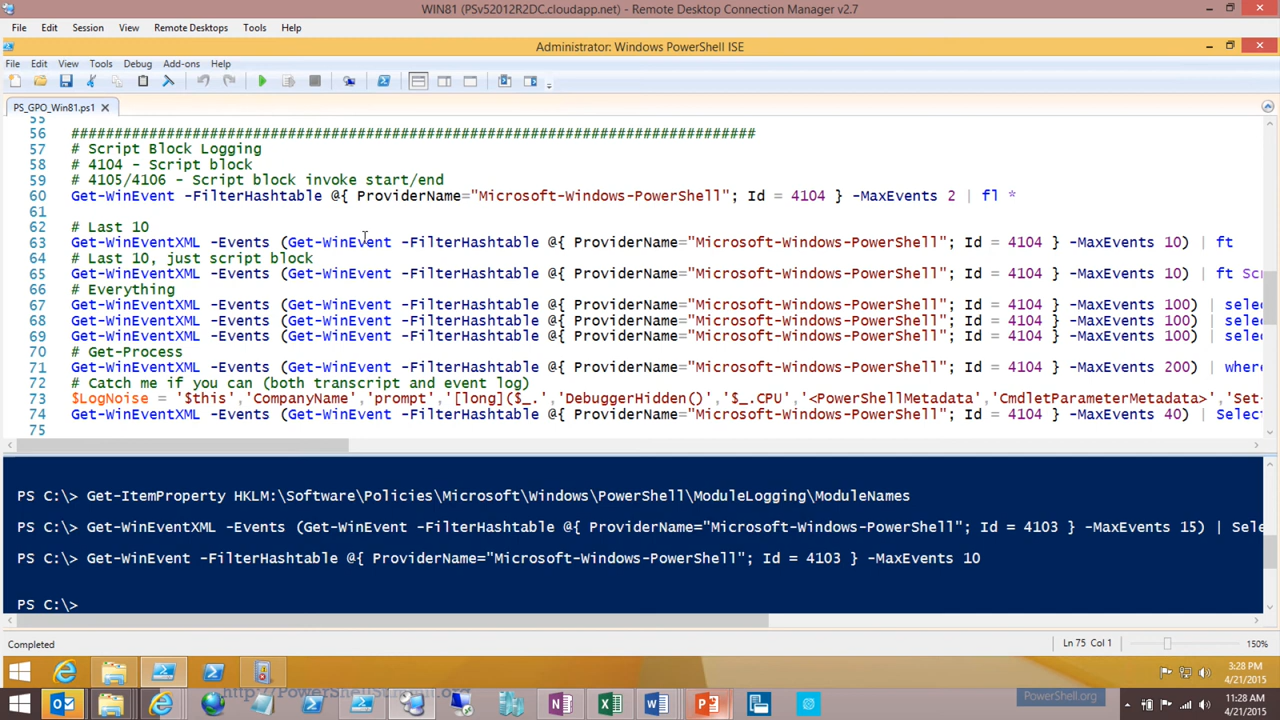 WIN81 (PSv52012R2DC.cloudapp.net) - Remote Desktop Connection Manager v2.7
File Edit Session View Remote Desktops Tools Help
Administrator: Windows PowerShell ISE
File Edit View Tools Debug Add-ons Help
PS_GPO_Win81.ps1
55
56 ###############################################################################
57 # Script Block Logging
58 # 4104 - Script block
59 # 4105/4106 - Script block invoke start/end
60 Get-WinEvent -FilterHashtable @{ ProviderName="Microsoft-Windows-PowerShell"; Id = 4104 } -MaxEvents 2 | fl *
61
62 # Last 10
63 Get-WinEventXML -Events (Get-WinEvent -FilterHashtable @{ ProviderName="Microsoft-Windows-PowerShell"; Id = 4104 } -MaxEvents 10) | ft
64 # Last 10, just script block
65 Get-WinEventXML -Events (Get-WinEvent -FilterHashtable @{ ProviderName="Microsoft-Windows-PowerShell"; Id = 4104 } -MaxEvents 10) | ft Scr
66 # Everything
67 Get-WinEventXML -Events (Get-WinEvent -FilterHashtable @{ ProviderName="Microsoft-Windows-PowerShell"; Id = 4104 } -MaxEvents 100) | selec
68 Get-WinEventXML -Events (Get-WinEvent -FilterHashtable @{ ProviderName="Microsoft-Windows-PowerShell"; Id = 4104 } -MaxEvents 100) | selec
69 Get-WinEventXML -Events (Get-WinEvent -FilterHashtable @{ ProviderName="Microsoft-Windows-PowerShell"; Id = 4104 } -MaxEvents 100) | selec
70 # Get-Process
71 Get-WinEventXML -Events (Get-WinEvent -FilterHashtable @{ ProviderName="Microsoft-Windows-PowerShell"; Id = 4104 } -MaxEvents 200) | where
72 # Catch me if you can (both transcript and event log)
73 $LogNoise = '$this','CompanyName','prompt','[long]($_.','DebuggerHidden()','$_.CPU','<PowerShellMetadata','CmdletParameterMetadata>','Set-
74 Get-WinEventXML -Events (Get-WinEvent -FilterHashtable @{ ProviderName="Microsoft-Windows-PowerShell"; Id = 4104 } -MaxEvents 40) | Select
75
PS C:\> Get-ItemProperty HKLM:\Software\Policies\Microsoft\Windows\PowerShell\ModuleLogging\ModuleNames
PS C:\> Get-WinEventXML -Events (Get-WinEvent -FilterHashtable @{ ProviderName="Microsoft-Windows-PowerShell"; Id = 4103 } -MaxEvents 15) | Sele
PS C:\> Get-WinEvent -FilterHashtable @{ ProviderName="Microsoft-Windows-PowerShell"; Id = 4103 } -MaxEvents 10
PS C:\>
Completed Ln 75 Col 1 150%
3:28 PM
4/21/2015
http://PowerShellSummit.org
PowerShell.org
11:28 AM
4/21/2015